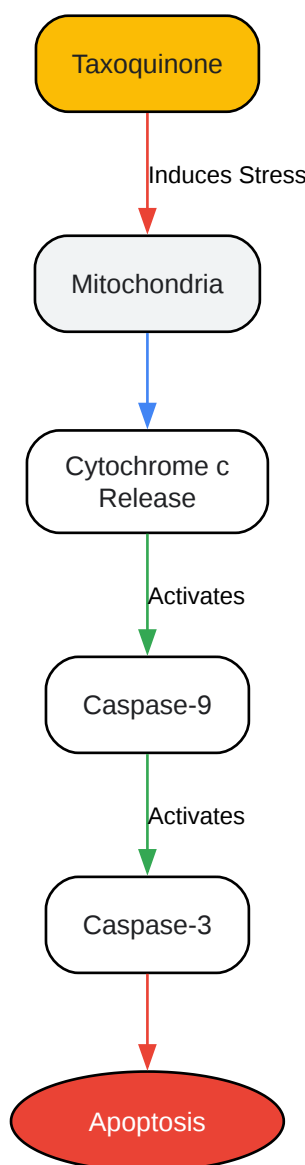 Taxoquinone
Induces Stress
Mitochondria
Cytochrome c
Release
Activates
Caspase-9
Activates
Caspase-3
Apoptosis